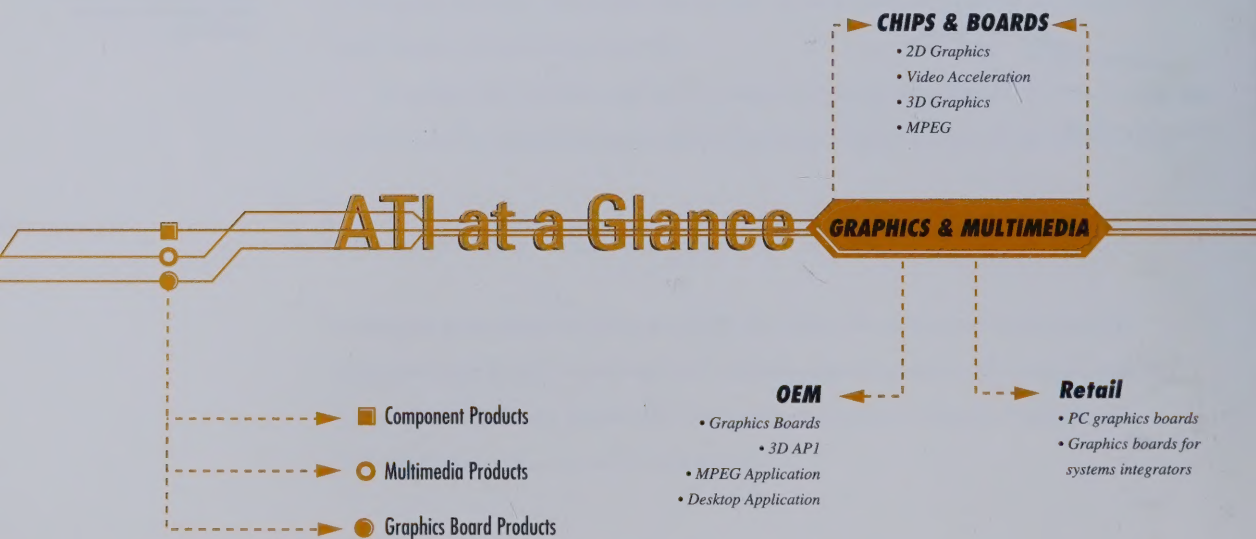 CHIPS & BOARDS
• 2D Graphics
• Video Acceleration
• 3D Graphics
• MPEG
ATI at a Glance
GRAPHICS & MULTIMEDIA
Component Products
Multimedia Products
Graphics Board Products
OEM
• Graphics Boards
• 3D AP1
• MPEG Application
• Desktop Application
Retail
• PC graphics boards
• Graphics boards for
systems integrators